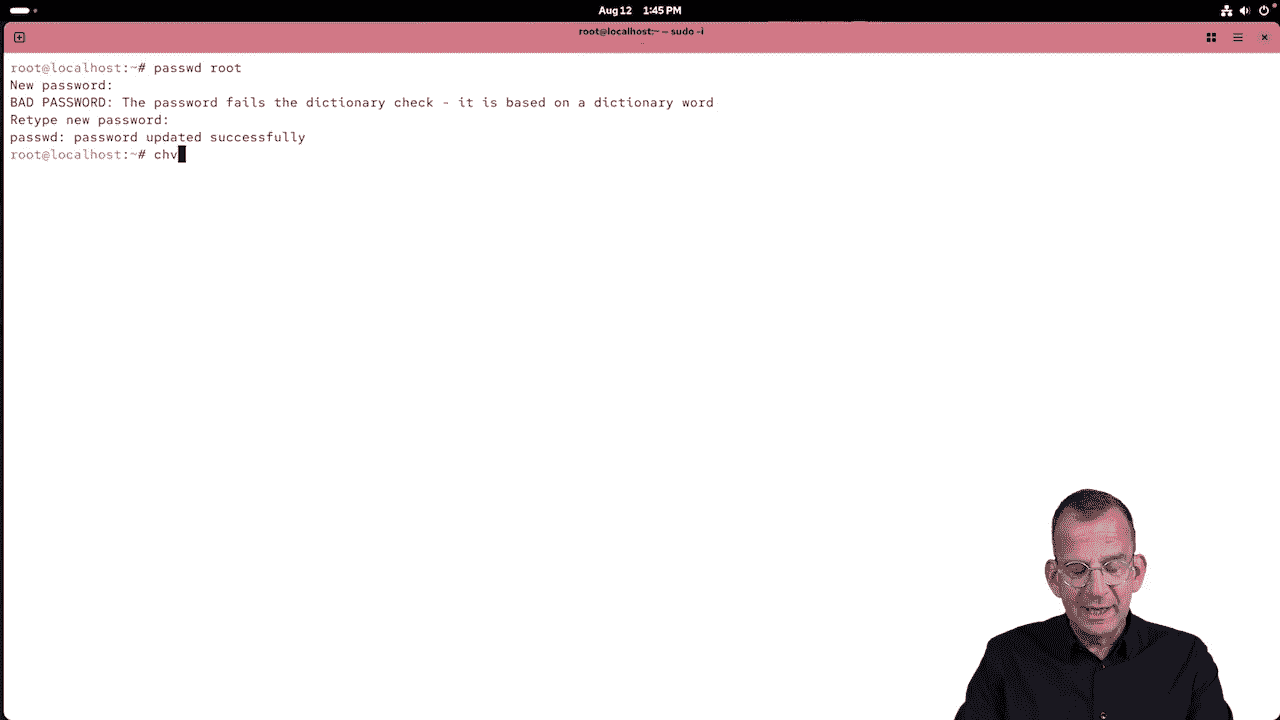 Aug 12 1:45 PM
root@localhost:~ — sudo -i
root@localhost:~# passwd root
New password:
BAD PASSWORD: The password fails the dictionary check - it is based on a dictionary word
Retype new password:
passwd: password updated successfully
root@localhost:~# chv